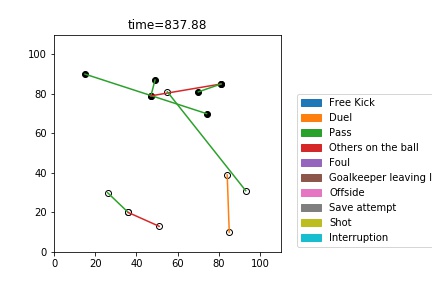 time=837.88
100
80
60
40
20
0
0 20 40 60 80 100
Free Kick
Duel
Pass
Others on the ball
Foul
Goalkeeper leaving l
Offside
Save attempt
Shot
Interruption